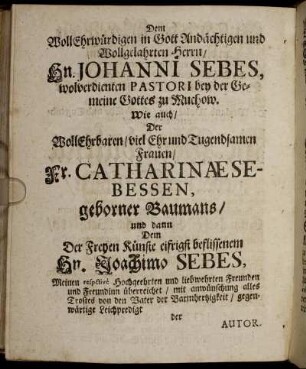 Dem
WollEhrwürdigen in Gott Andächtigen und
Wollgelahrten Herrn/
Hn. JOHANNI SEBES,
wolverdienten PASTORI bey der Ge-
meine Gottes zu Muchow.
Wie auch/
Der
WollEhrbaren/ viel Ehr und Tugendsamen
Frauen/
Fr. CATHARINAE SE-
BESSEN,
geborner Baumans/
und dann
Dem
Der Freyen Künste eifrigst beflissenem
Hn. Joachimo SEBES,
Meinen respectivè Hochgeehrten und liebwehrten Freunden
und Freundinn überreichet/ mit anwünschung alles
Trostes von den Vater der Barmhertzigkeit/ gegen-
wärtige Leichpredigt
der
AUTOR.